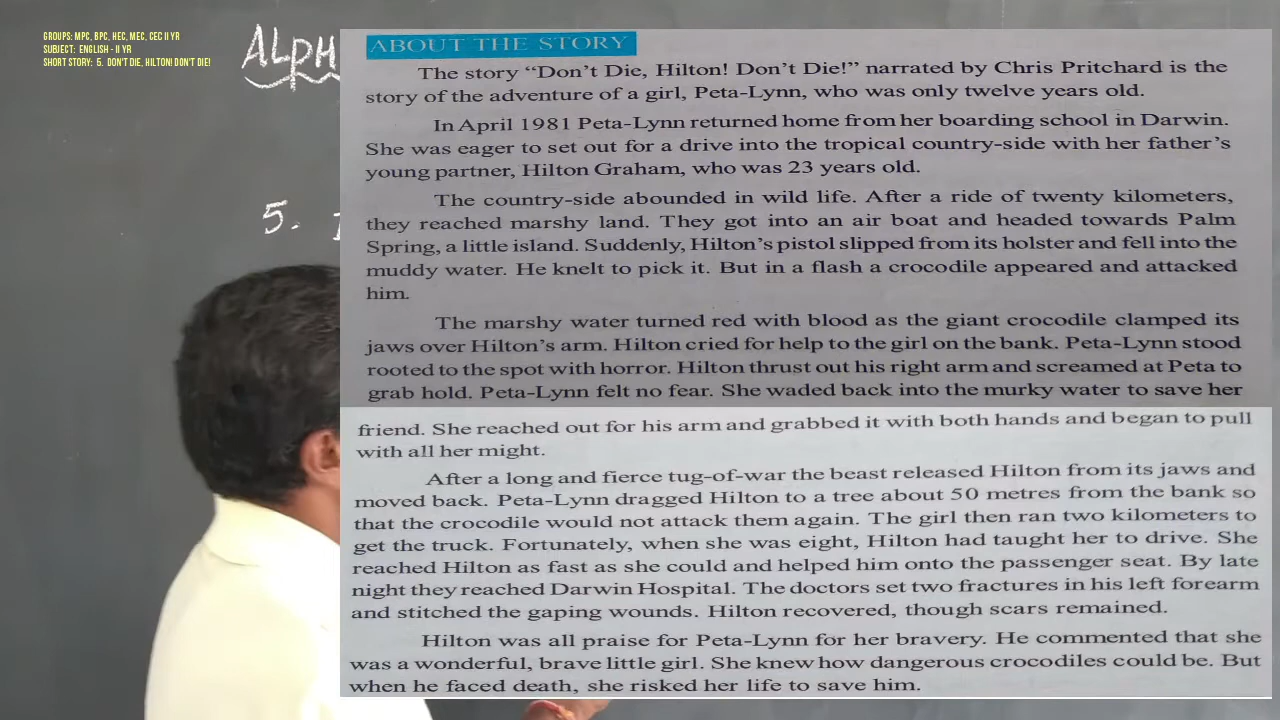 GROUPS: MPC, BPC, HEC, MEC, CEC II YR
SUBJECT: ENGLISH - II YR
SHORT STORY: 5. DON'T DIE, HILTON! DON'T DIE!
ALPH
5.
ABOUT THE STORY
The story “Don’t Die, Hilton! Don’t Die!” narrated by Chris Pritchard is the
story of the adventure of a girl, Peta-Lynn, who was only twelve years old.
In April 1981 Peta-Lynn returned home from her boarding school in Darwin.
She was eager to set out for a drive into the tropical country-side with her father’s
young partner, Hilton Graham, who was 23 years old.
The country-side abounded in wild life. After a ride of twenty kilometers,
they reached marshy land. They got into an air boat and headed towards Palm
Spring, a little island. Suddenly, Hilton’s pistol slipped from its holster and fell into the
muddy water. He knelt to pick it. But in a flash a crocodile appeared and attacked
him.
The marshy water turned red with blood as the giant crocodile clamped its
jaws over Hilton’s arm. Hilton cried for help to the girl on the bank. Peta-Lynn stood
rooted to the spot with horror. Hilton thrust out his right arm and screamed at Peta to
grab hold. Peta-Lynn felt no fear. She waded back into the murky water to save her
friend. She reached out for his arm and grabbed it with both hands and began to pull
with all her might.
After a long and fierce tug-of-war the beast released Hilton from its jaws and
moved back. Peta-Lynn dragged Hilton to a tree about 50 metres from the bank so
that the crocodile would not attack them again. The girl then ran two kilometers to
get the truck. Fortunately, when she was eight, Hilton had taught her to drive. She
reached Hilton as fast as she could and helped him onto the passenger seat. By late
night they reached Darwin Hospital. The doctors set two fractures in his left forearm
and stitched the gaping wounds. Hilton recovered, though scars remained.
Hilton was all praise for Peta-Lynn for her bravery. He commented that she
was a wonderful, brave little girl. She knew how dangerous crocodiles could be. But
when he faced death, she risked her life to save him.